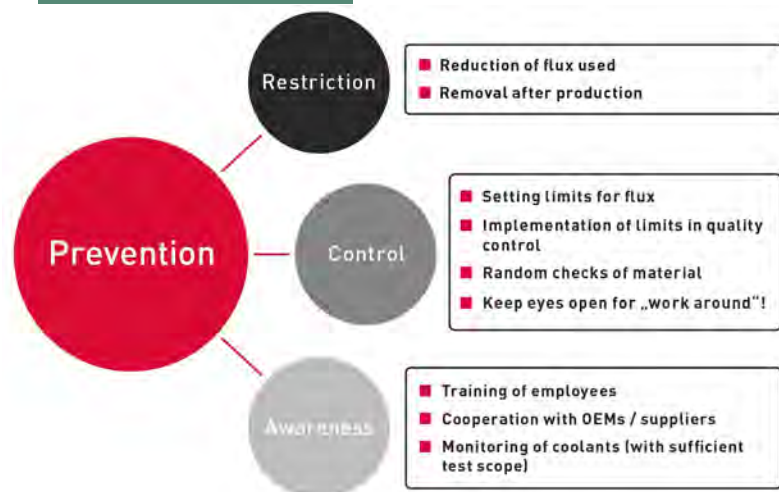 Restriction
Reduction of flux used
Removal after production
Prevention
Control
Setting limits for flux
Implementation of limits in quality
control
Random checks of material
Keep eyes open for „work around“!
Awareness
Training of employees
Cooperation with OEMs / suppliers
Monitoring of coolants (with sufficient
test scope)